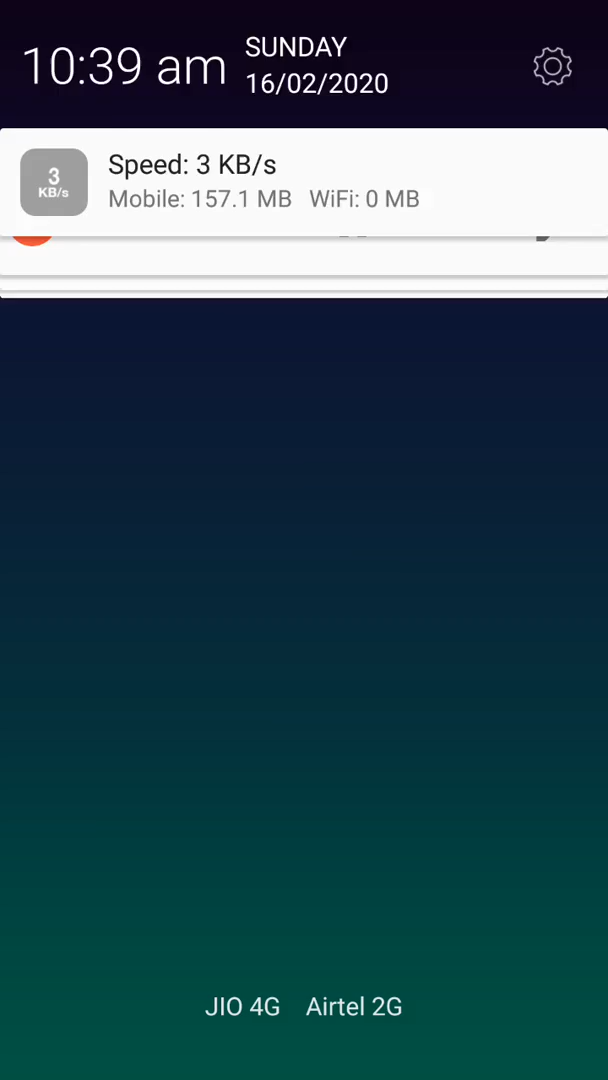 10:39 am
SUNDAY
16/02/2020
3
KB/s
Speed: 3 KB/s
Mobile: 157.1 MB WiFi: 0 MB
JIO 4G Airtel 2G